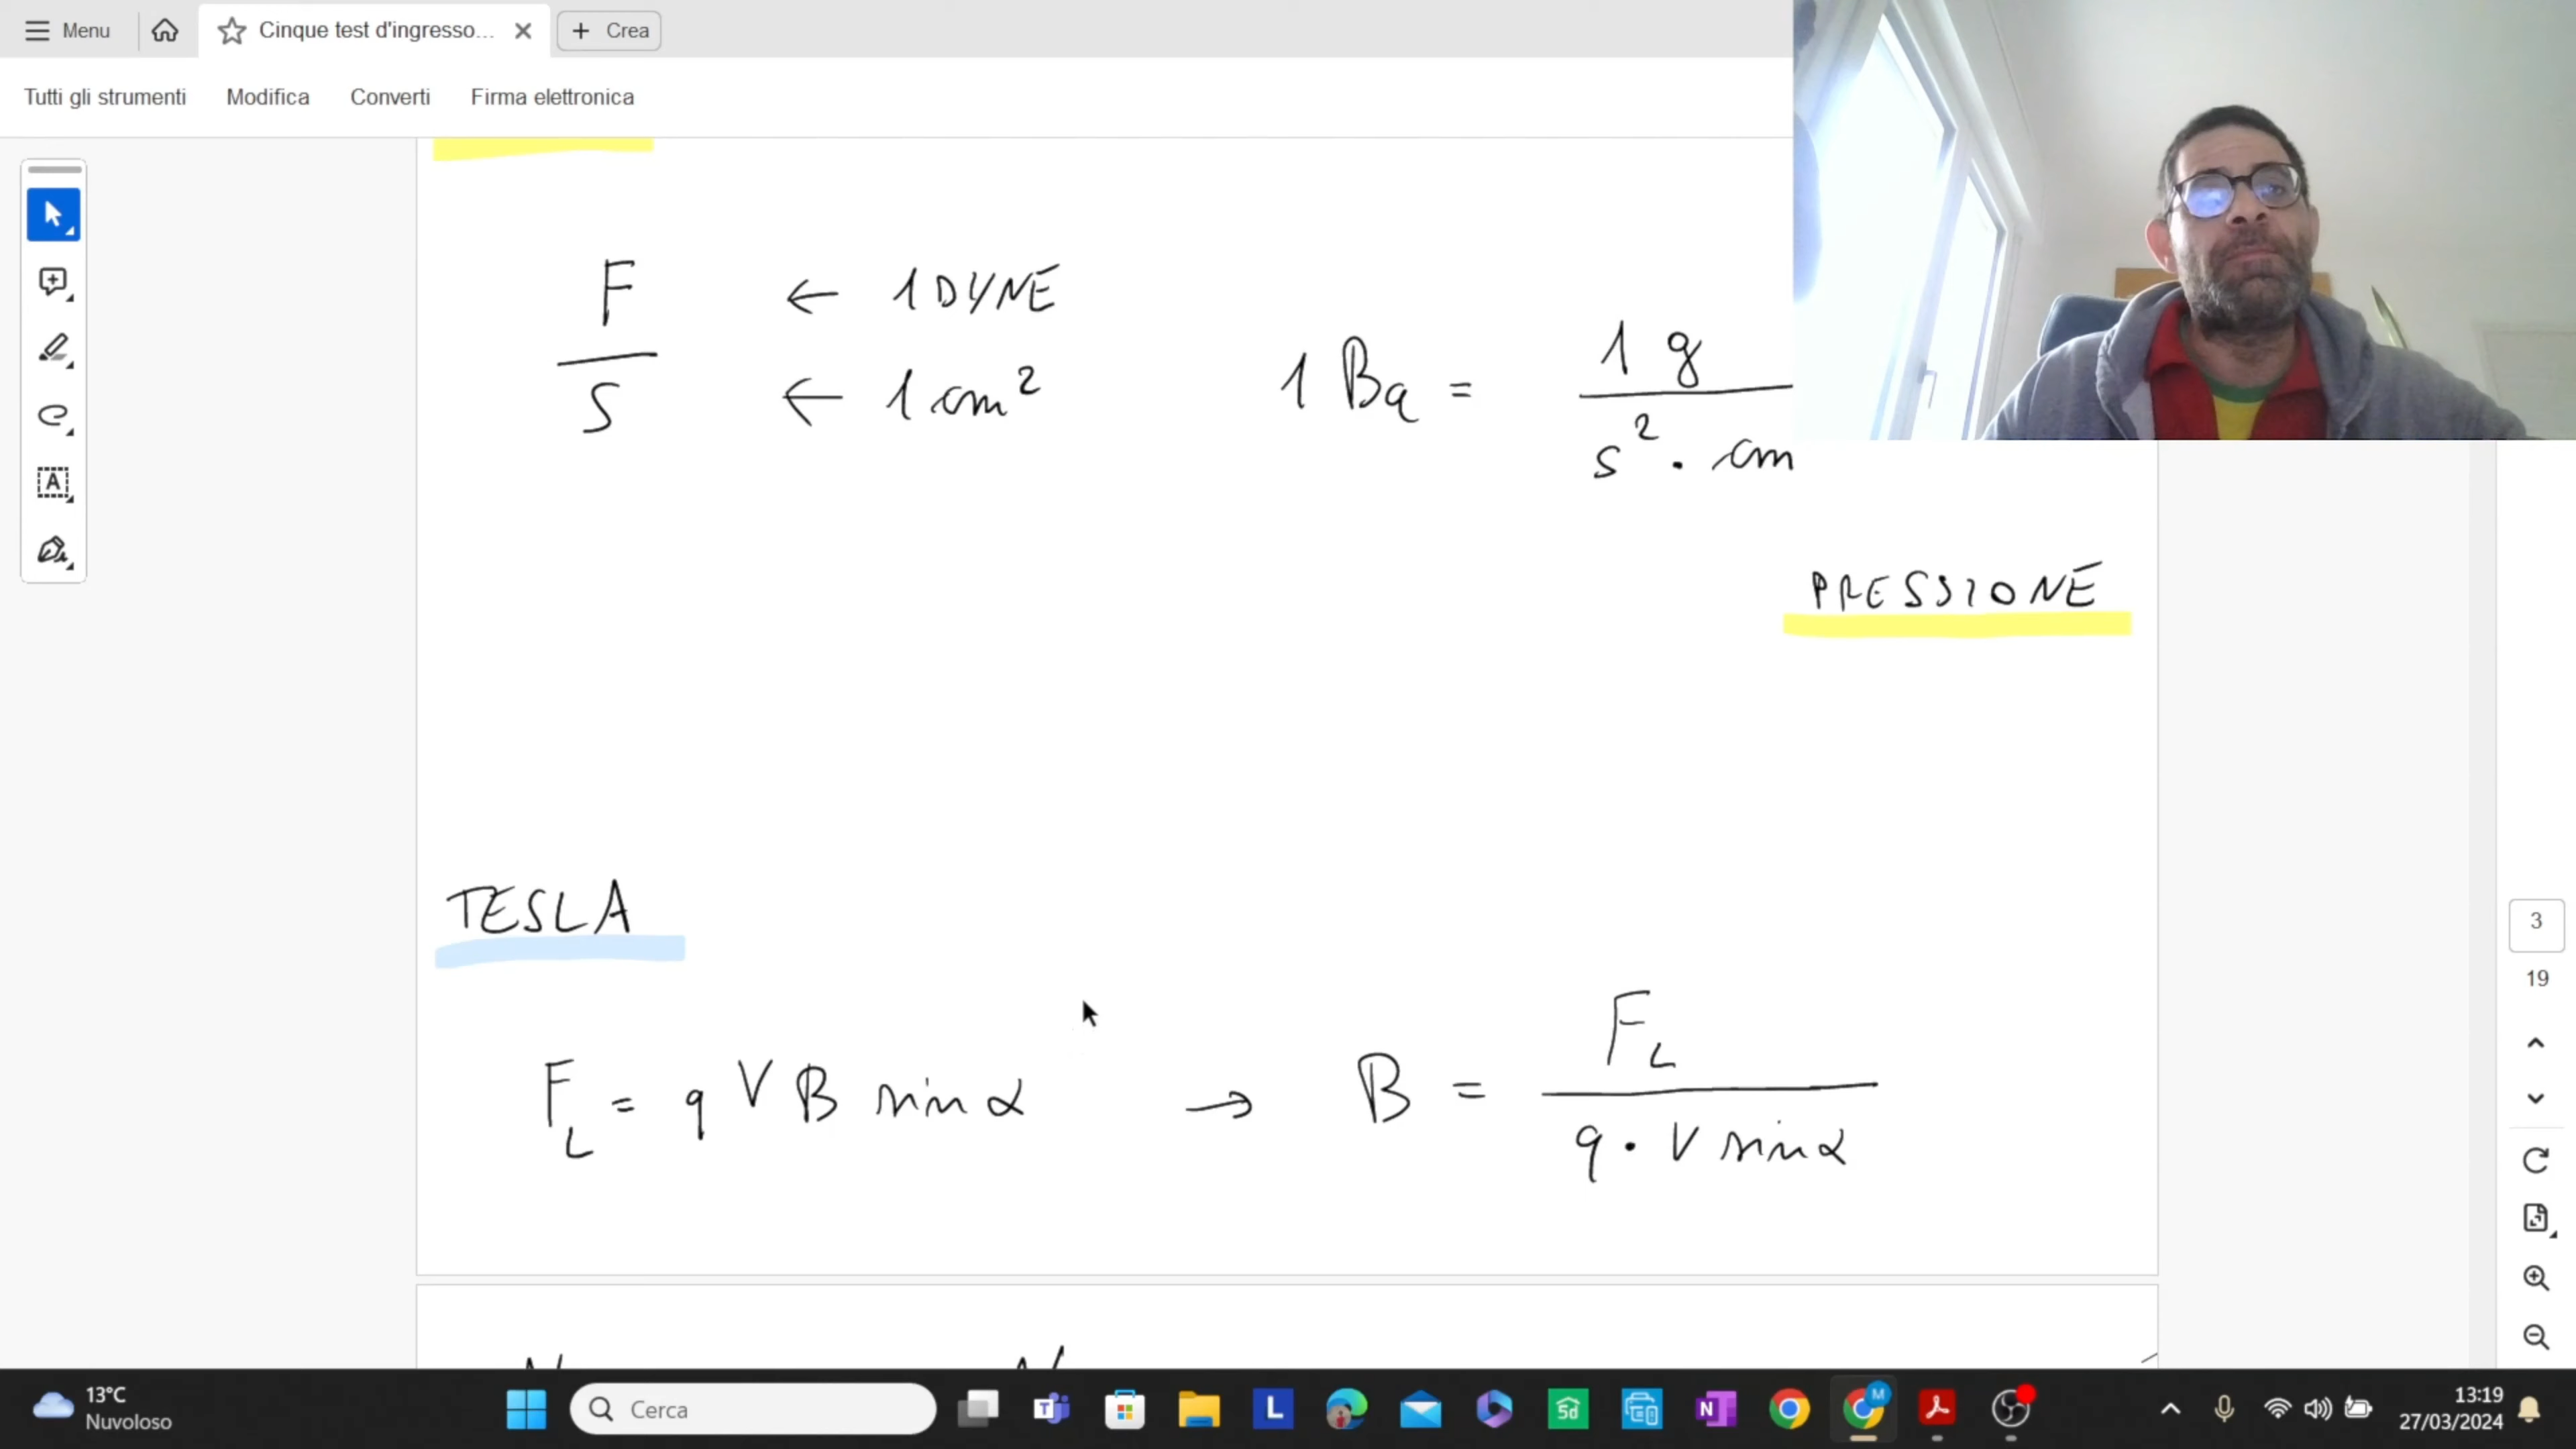 Menu
Cinque test d'ingresso...
Crea
Tutti gli strumenti Modifica Converti Firma elettronica
F ← 1 DYNE
S ← 1 cm²
1 Ba = 1 g
s² · cm
PRESSIONE
TESLA
F_L = q V B sin α → B = F_L
q · V sin α
3
19
13°C
Nuvoloso
Cerca
13:19
27/03/2024